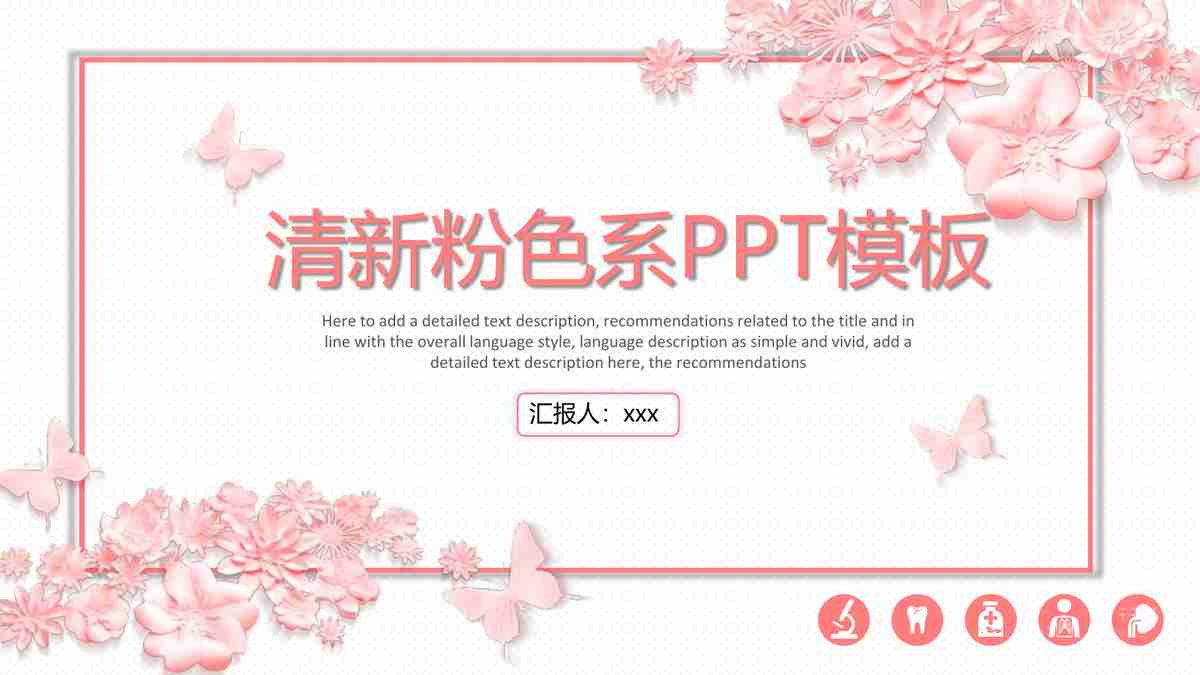 清新粉色系PPT模板
Here to add a detailed text description, recommendations related to the title and in
line with the overall language style, language description as simple and vivid, add a
detailed text description here, the recommendations
汇报人：xxx